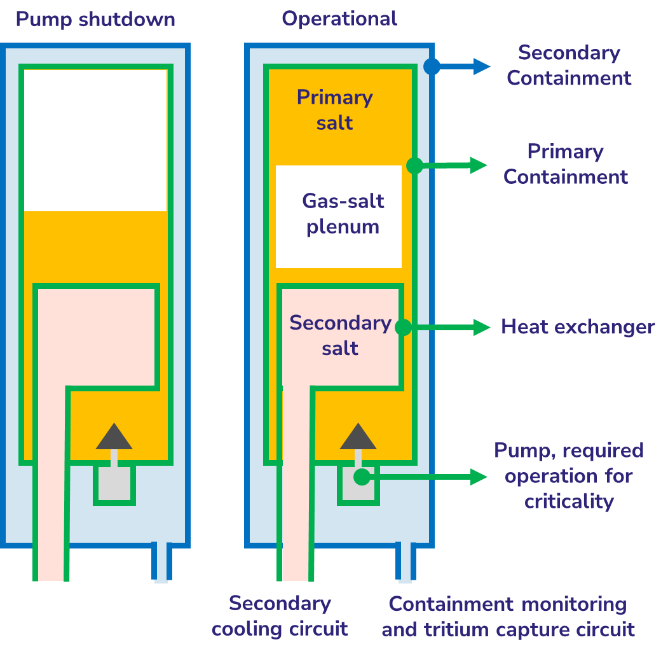 Pump shutdown
Operational
Secondary
Containment
Primary
salt
Primary
Containment
Gas-salt
plenum
Secondary
salt
Heat exchanger
Pump, required
operation for
criticality
Secondary
cooling circuit
Containment monitoring
and tritium capture circuit